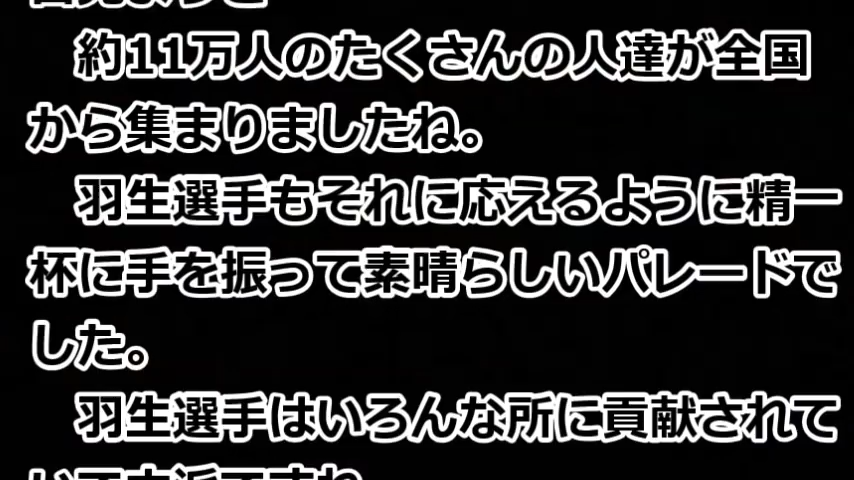 約11万人のたくさんの人達が全国
から集まりましたね。
羽生選手もそれに応えるように精一
杯に手を振って素晴らしいパレードで
した。
羽生選手はいろんな所に貢献されて